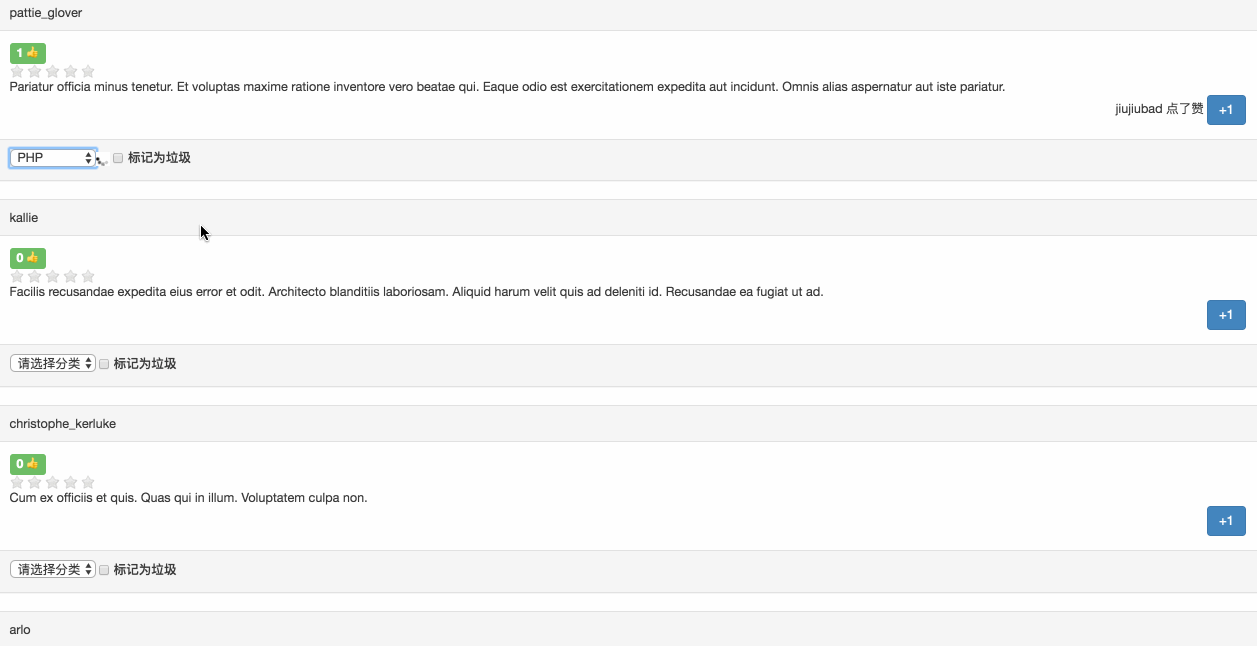 pattie_glover
1 👍
Pariatur officia minus tenetur. Et voluptas maxime ratione inventore vero beatae qui. Eaque odio est exercitationem expedita aut incidunt. Omnis alias aspernatur aut iste pariatur.
jiujiubad 点了赞 +1
PHP 标记为垃圾
kallie
0 👍
Facilis recusandae expedita eius error et odit. Architecto blanditiis laboriosam. Aliquid harum velit quis ad deleniti id. Recusandae ea fugiat ut ad.
+1
请选择分类 标记为垃圾
christophe_kerluke
0 👍
Cum ex officiis et quis. Quas qui in illum. Voluptatem culpa non.
+1
请选择分类 标记为垃圾
arlo